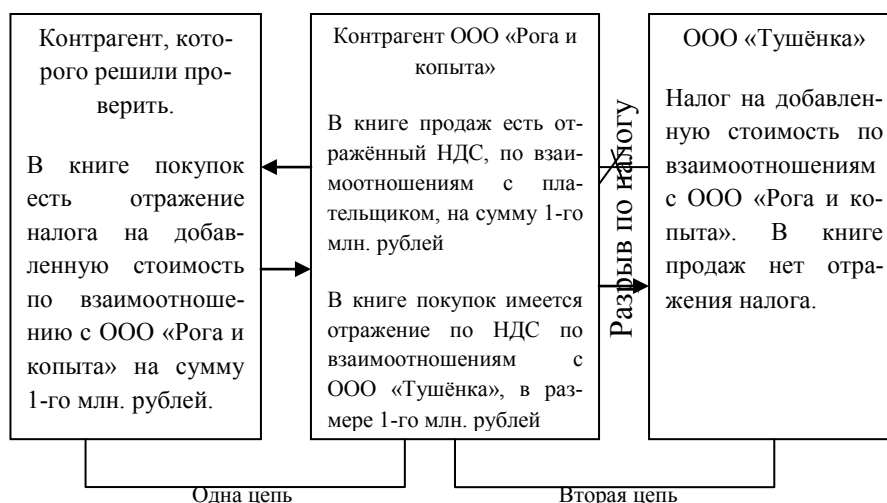 Контрагент, кото-
рого решили про-
верить.
В книге покупок
есть отражение
налога на добав-
ленную стоимость
по взаимоотноше-
нию с ООО «Рога и
копыта» на сумму
1-го млн. рублей.
Контрагент ООО «Рога и
копыта»
В книге продаж есть от-
ражённый НДС, по взаи-
моотношениям с пла-
тельщиком, на сумму 1-го
млн. рублей
В книге покупок имеется
отражение по НДС по
взаимоотношениям с
ООО «Тушёнка», в раз-
мере 1-го млн. рублей
Разрыв по налогу
ООО «Тушёнка»
Налог на добавлен-
ную стоимость по
взаимоотношениям
с ООО «Рога и ко-
пыта». В книге
продаж нет отра-
жения налога.
Одна цепь
Вторая цепь